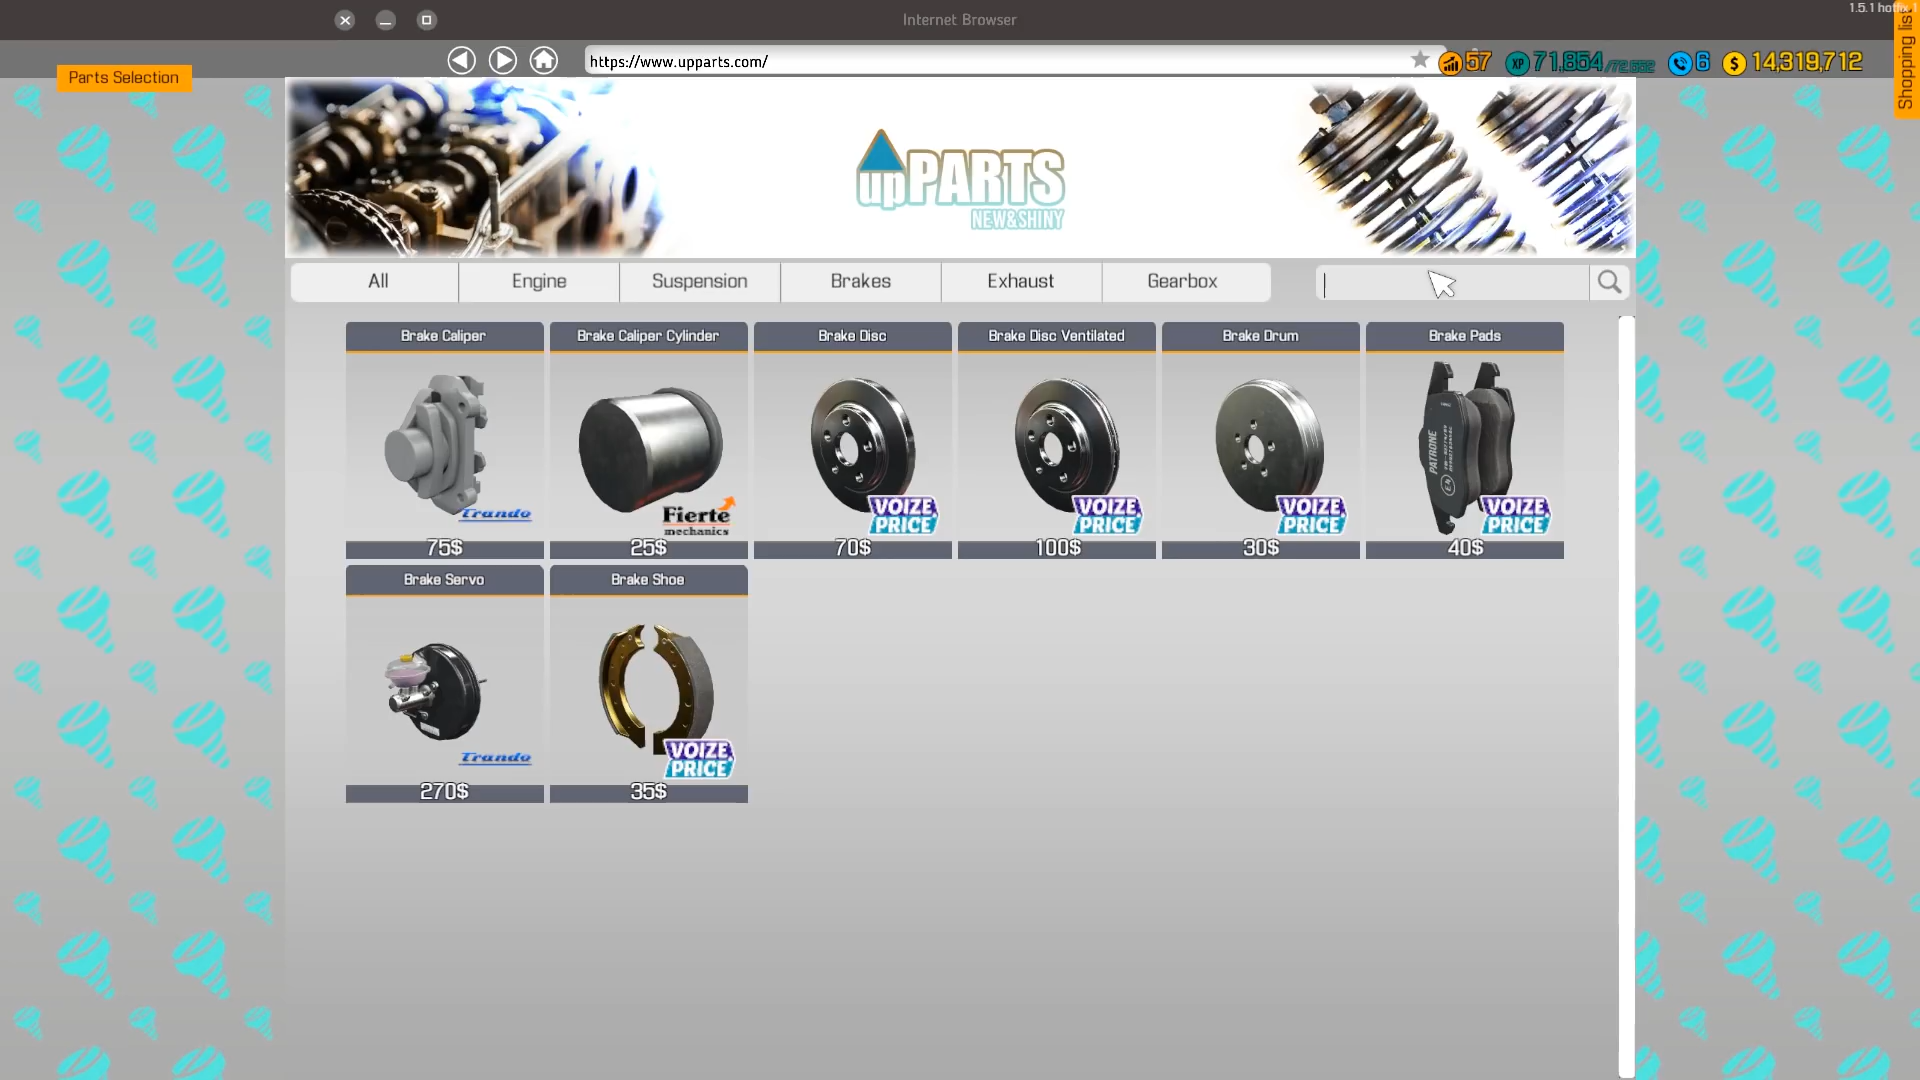 Internet Browser
1.5.1 hotfix 1
https://www.upparts.com/
57
XP 71,854/72,652
6
$ 14,319,712
Shopping list
Parts Selection
upPARTS
NEW&SHINY
All
Engine
Suspension
Brakes
Exhaust
Gearbox
Brake Caliper
Brake Caliper Cylinder
Brake Disc
Brake Disc Ventilated
Brake Drum
Brake Pads
PATRONE
Trando
Fierte
mechanics
VOIZE
PRICE
VOIZE
PRICE
VOIZE
PRICE
VOIZE
PRICE
75$
25$
70$
100$
30$
40$
Brake Servo
Brake Shoe
Trando
VOIZE
PRICE
270$
35$